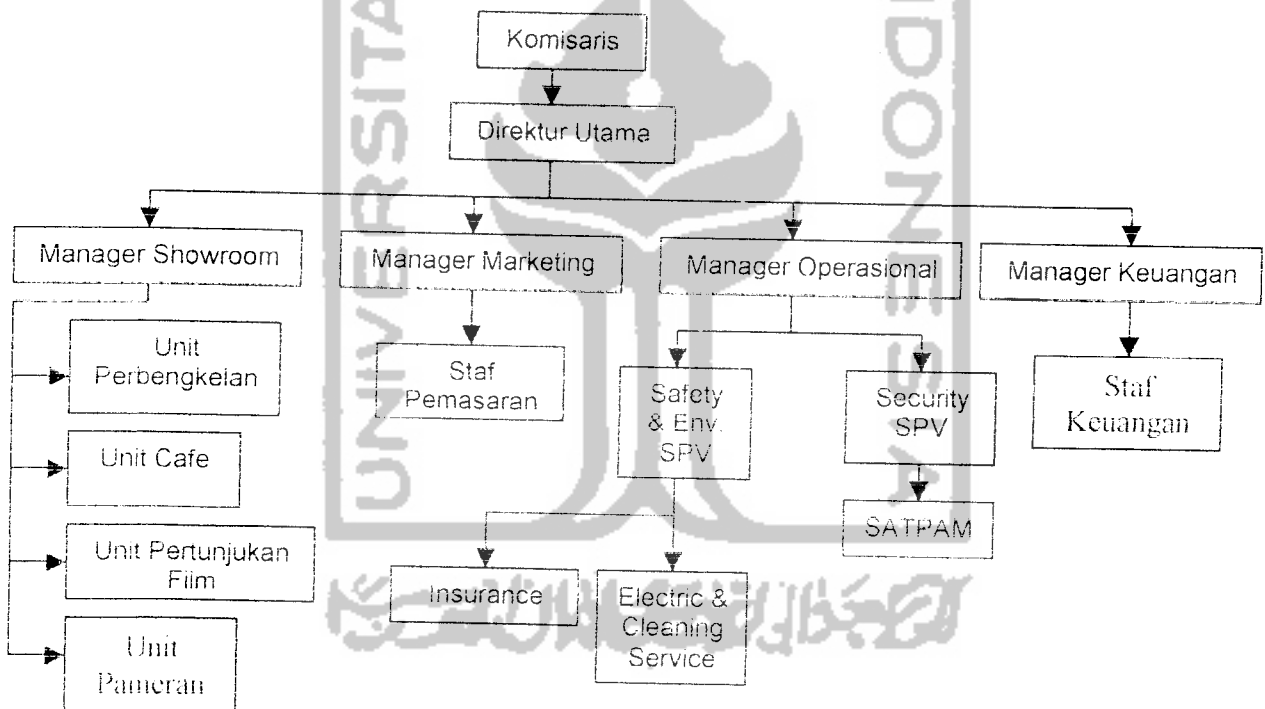 Komisaris
Direktur Utama
Manager Showroom
Manager Marketing
Manager Operasional
Manager Keuangan
Unit
Perbengkelan
Staf
Pemasaran
Safety
& Env.
SPV
Security
SPV
Staf
Keuangan
Unit Cafe
SATPAM
Unit Pertunjukan
Film
Insurance
Electric &
Cleaning
Service
Unit
Pameran